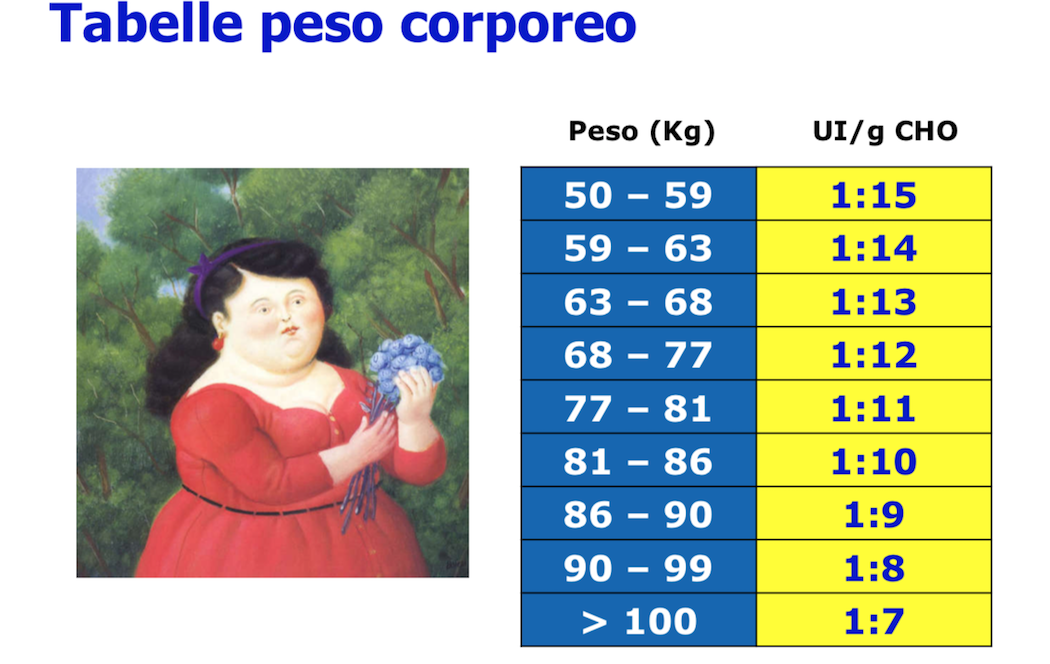 Tabelle peso corporeo
Peso (Kg) UI/g CHO
50 – 59 1:15
59 – 63 1:14
63 – 68 1:13
68 – 77 1:12
77 – 81 1:11
81 – 86 1:10
86 – 90 1:9
90 – 99 1:8
> 100 1:7